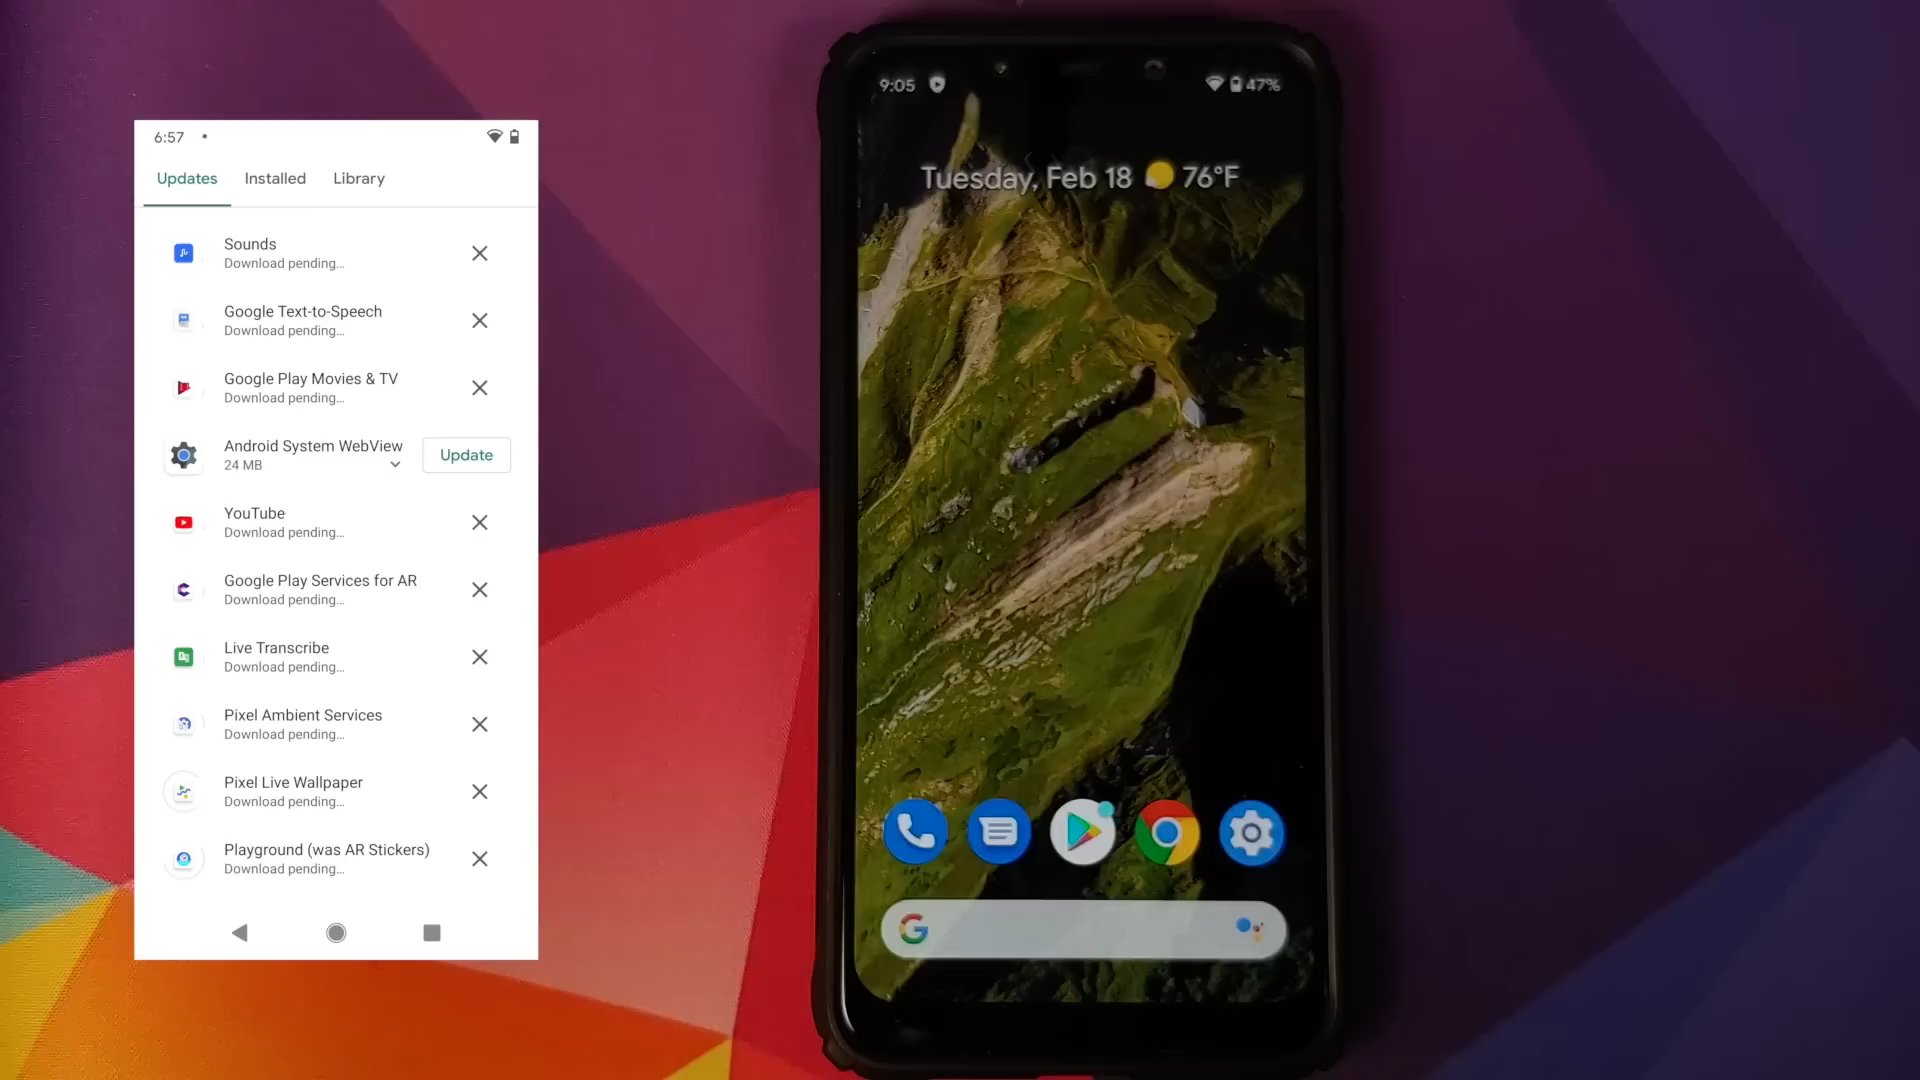 6:57
Updates Installed Library
Sounds
Download pending...
Google Text-to-Speech
Download pending...
Google Play Movies & TV
Download pending...
Android System WebView
24 MB
Update
YouTube
Download pending...
Google Play Services for AR
Download pending...
Live Transcribe
Download pending...
Pixel Ambient Services
Download pending...
Pixel Live Wallpaper
Download pending...
Playground (was AR Stickers)
Download pending...
9:05 47%
Tuesday, Feb 18 76°F
G